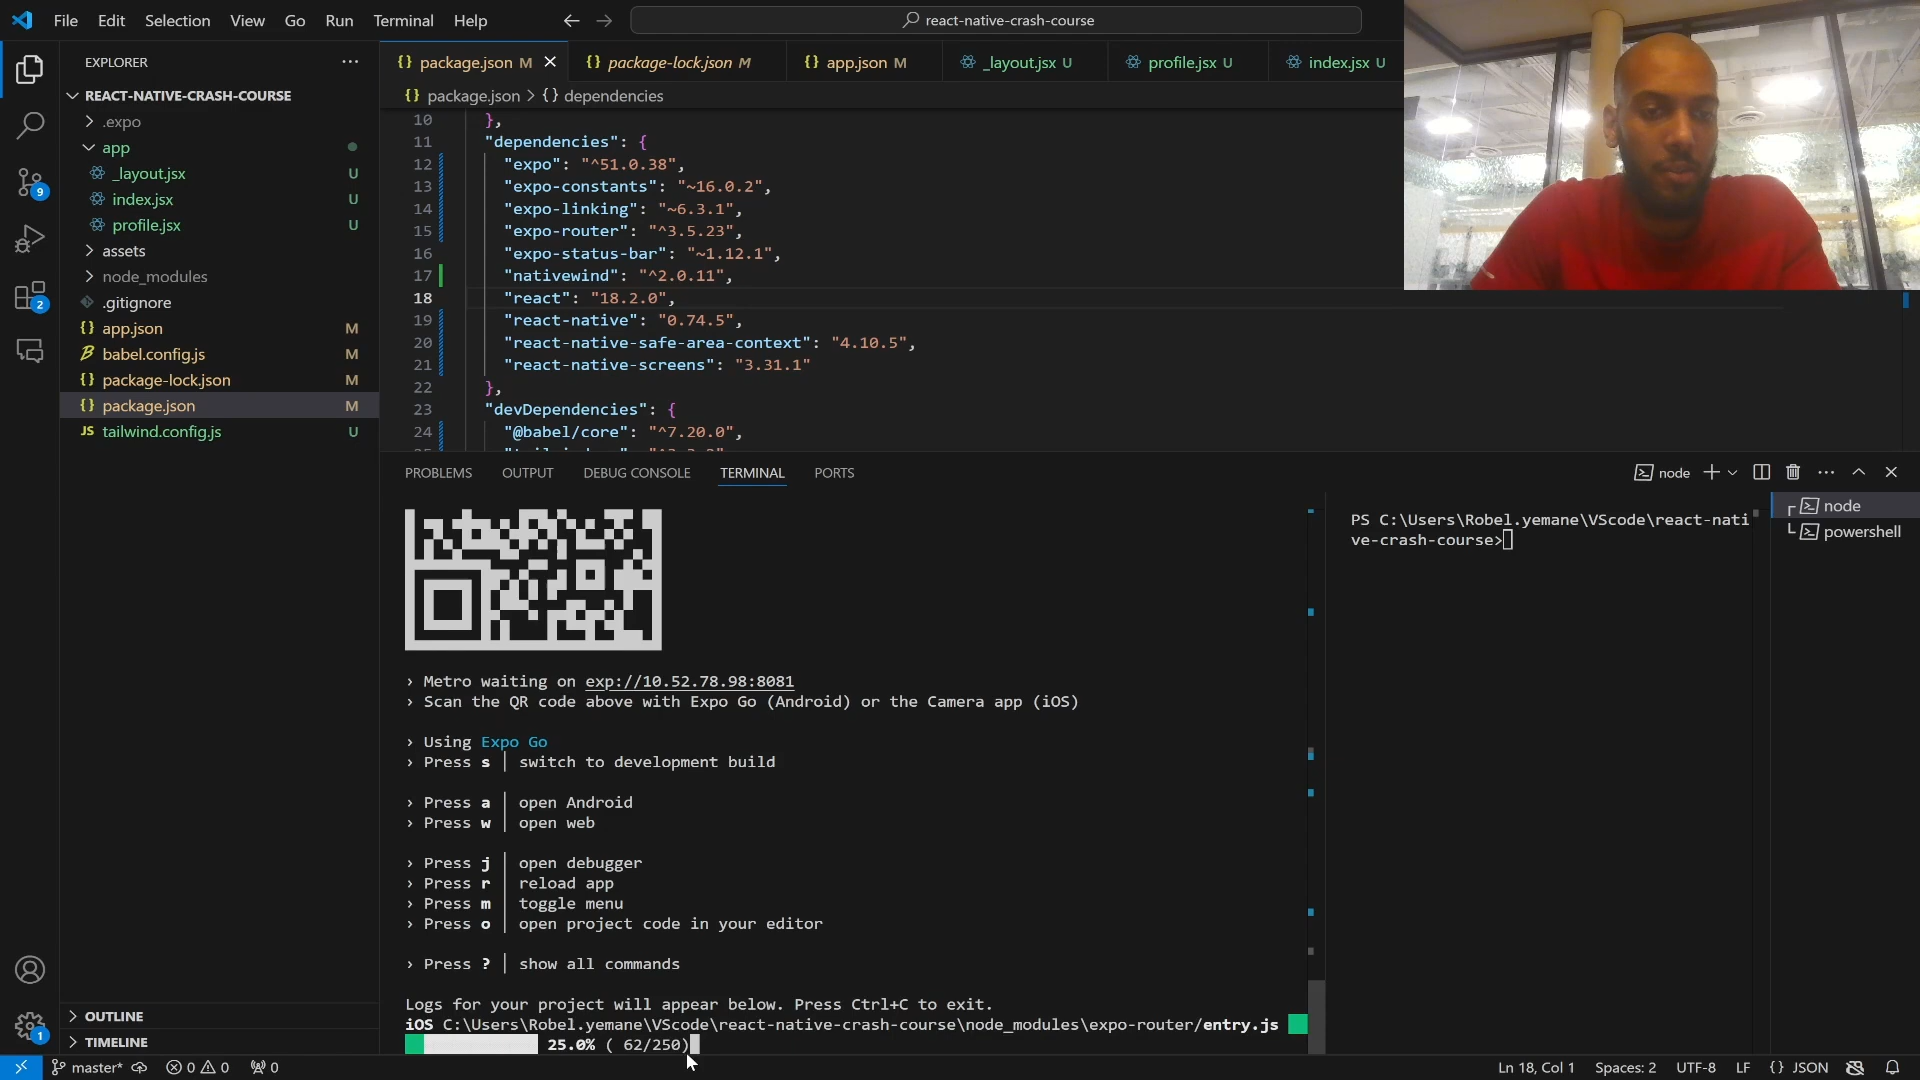 File Edit Selection View Go Run Terminal Help
react-native-crash-course
EXPLORER
REACT-NATIVE-CRASH-COURSE
.expo
app
_layout.jsx U
index.jsx U
profile.jsx U
assets
node_modules
.gitignore
app.json M
babel.config.js M
package-lock.json M
package.json M
tailwind.config.js U
OUTLINE
TIMELINE
9
2
1
package.json M
package-lock.json M
app.json M
_layout.jsx U
profile.jsx U
index.jsx U
package.json > {} dependencies
10 },
11 "dependencies": {
12 "expo": "^51.0.38",
13 "expo-constants": "~16.0.2",
14 "expo-linking": "~6.3.1",
15 "expo-router": "^3.5.23",
16 "expo-status-bar": "~1.12.1",
17 "nativewind": "^2.0.11",
18 "react": "18.2.0",
19 "react-native": "0.74.5",
20 "react-native-safe-area-context": "4.10.5",
21 "react-native-screens": "3.31.1"
22 },
23 "devDependencies": {
24 "@babel/core": "^7.20.0",
PROBLEMS OUTPUT DEBUG CONSOLE TERMINAL PORTS
node
› Metro waiting on exp://10.52.78.98:8081
› Scan the QR code above with Expo Go (Android) or the Camera app (iOS)
› Using Expo Go
› Press s │ switch to development build
› Press a │ open Android
› Press w │ open web
› Press j │ open debugger
› Press r │ reload app
› Press m │ toggle menu
› Press o │ open project code in your editor
› Press ? │ show all commands
Logs for your project will appear below. Press Ctrl+C to exit.
iOS C:\Users\Robel.yemane\VScode\react-native-crash-course\node_modules\expo-router/entry.js
25.0% ( 62/250)
PS C:\Users\Robel.yemane\VScode\react-nati
ve-crash-course>
node
powershell
master* 0 0 0
Ln 18, Col 1 Spaces: 2 UTF-8 LF {} JSON